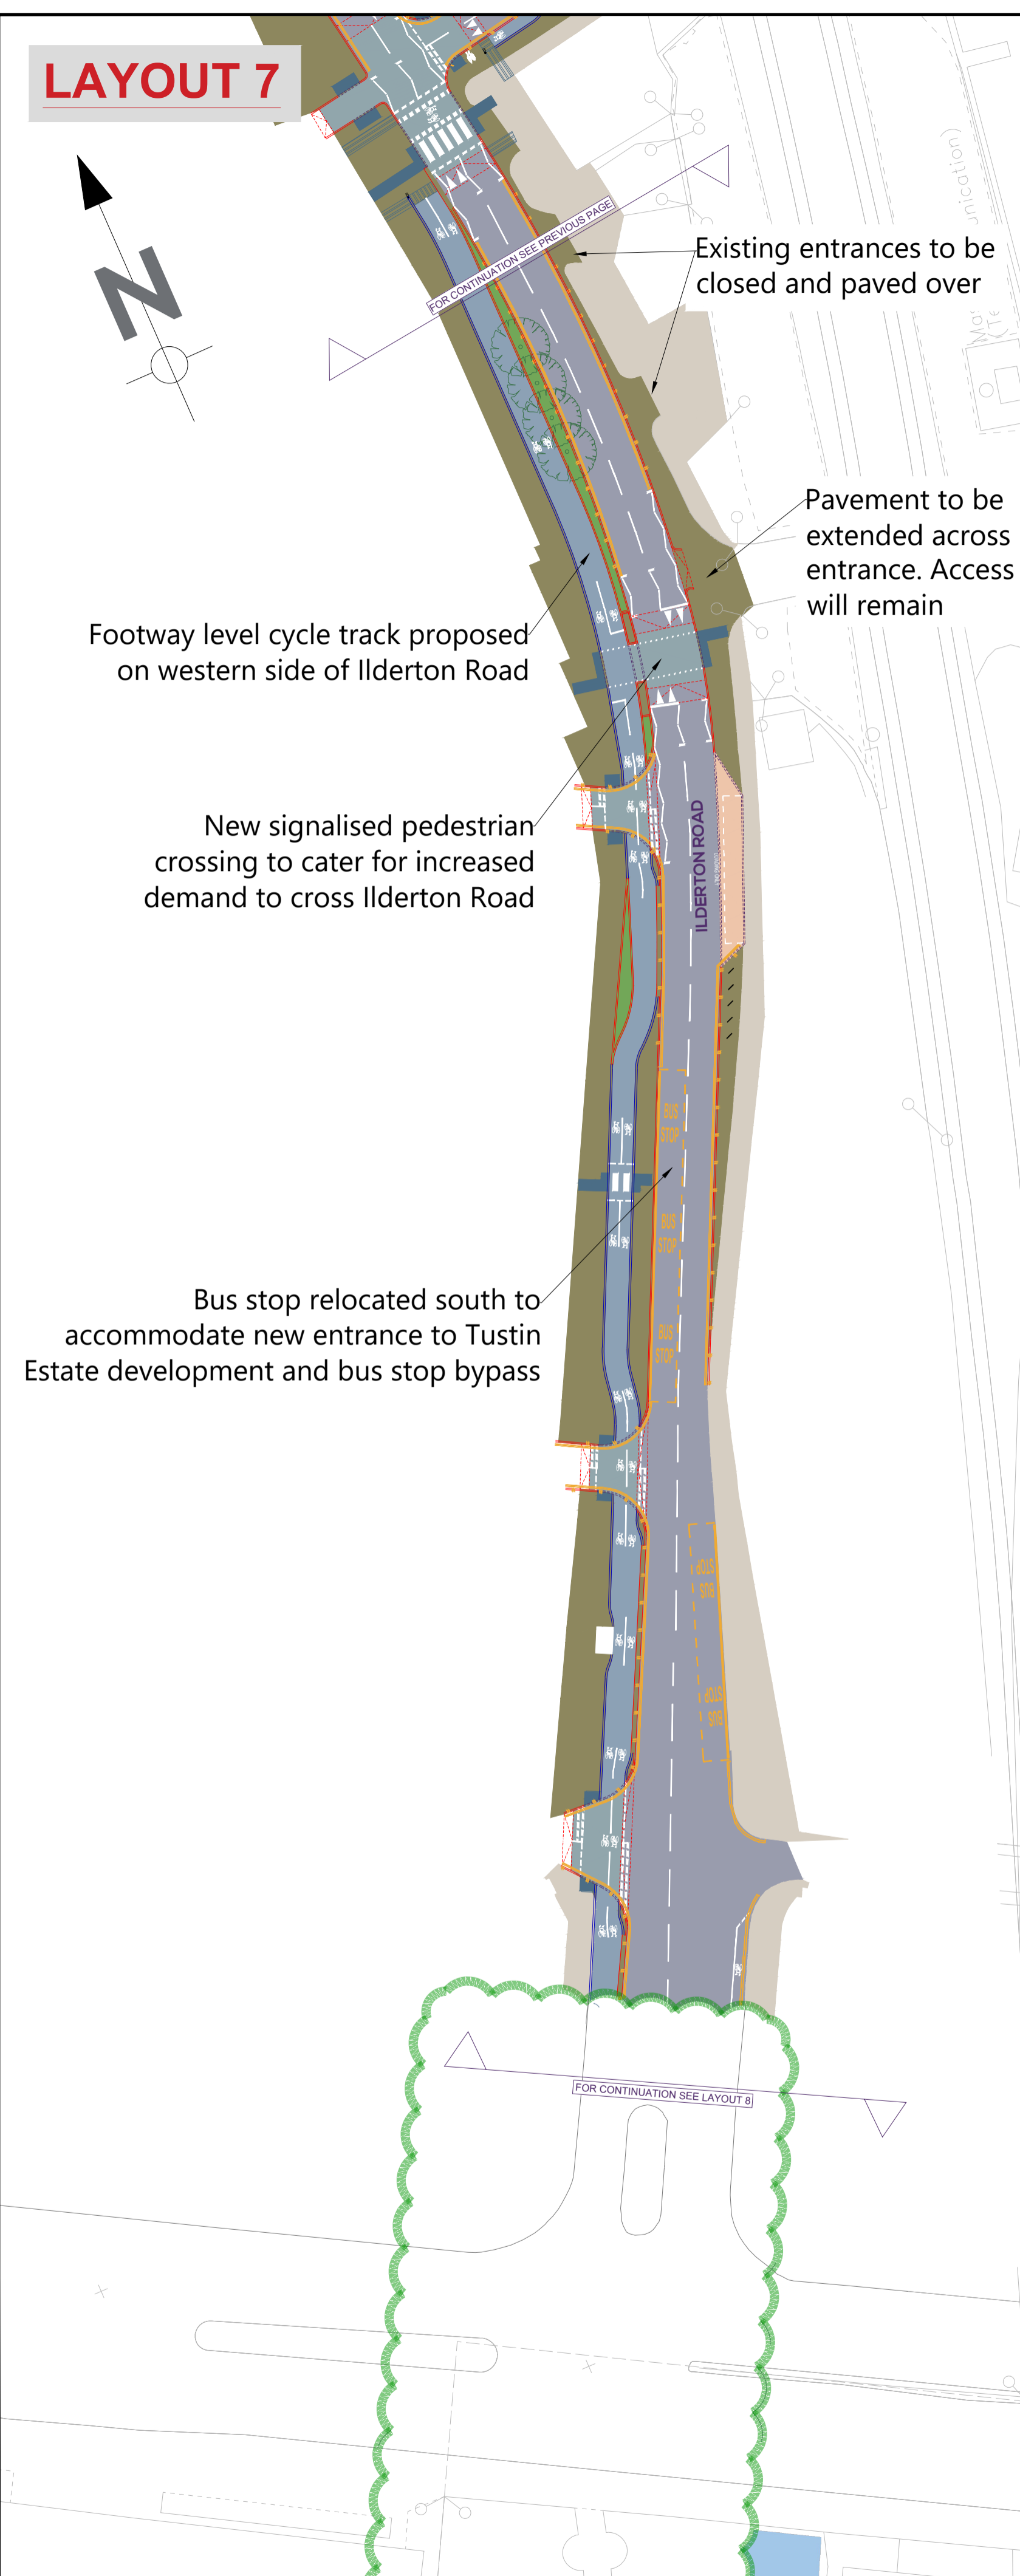 LAYOUT 7
N
FOR CONTINUATION SEE PREVIOUS PAGE
Existing entrances to be
closed and paved over
Pavement to be
extended across
entrance. Access
will remain
Footway level cycle track proposed
on western side of Ilderton Road
New signalised pedestrian
crossing to cater for increased
demand to cross Ilderton Road
ILDERTON ROAD
BUS
STOP
BUS
STOP
BUS
STOP
Bus stop relocated south to
accommodate new entrance to Tustin
Estate development and bus stop bypass
BUS
STOP
BUS
STOP
FOR CONTINUATION SEE LAYOUT 8